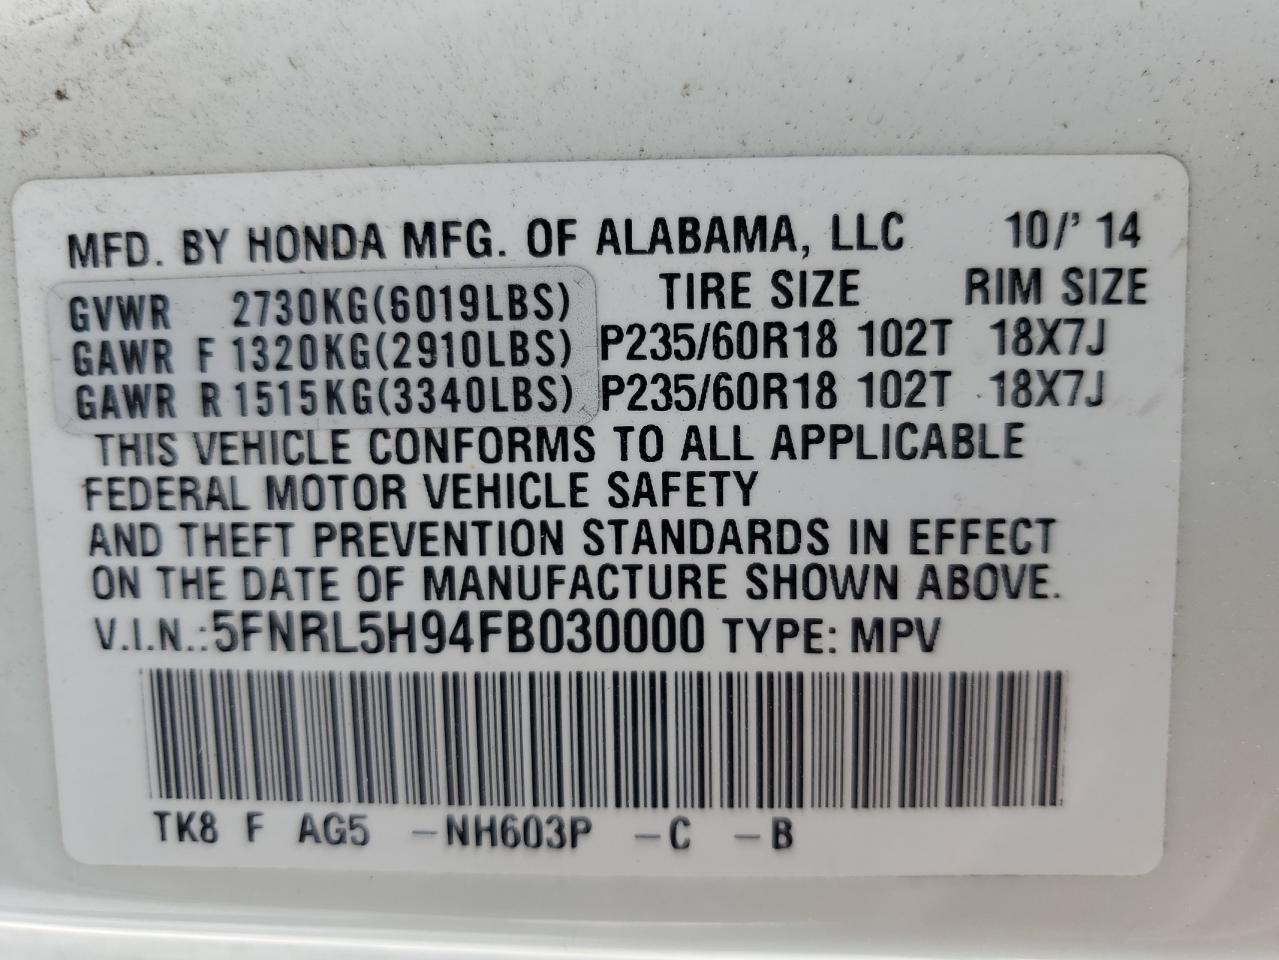 MFD. BY HONDA MFG. OF ALABAMA, LLC 10/' 14
TIRE SIZE RIM SIZE
GVWR 2730KG(6019LBS)
GAWR F 1320KG(2910LBS) P235/60R18 102T 18X7J
GAWR R 1515KG(3340LBS) P235/60R18 102T 18X7J
THIS VEHICLE CONFORMS TO ALL APPLICABLE
FEDERAL MOTOR VEHICLE SAFETY
AND THEFT PREVENTION STANDARDS IN EFFECT
ON THE DATE OF MANUFACTURE SHOWN ABOVE.
V.I.N.:5FNRL5H94FB030000 TYPE: MPV
TK8 F AG5 -NH603P -C -B